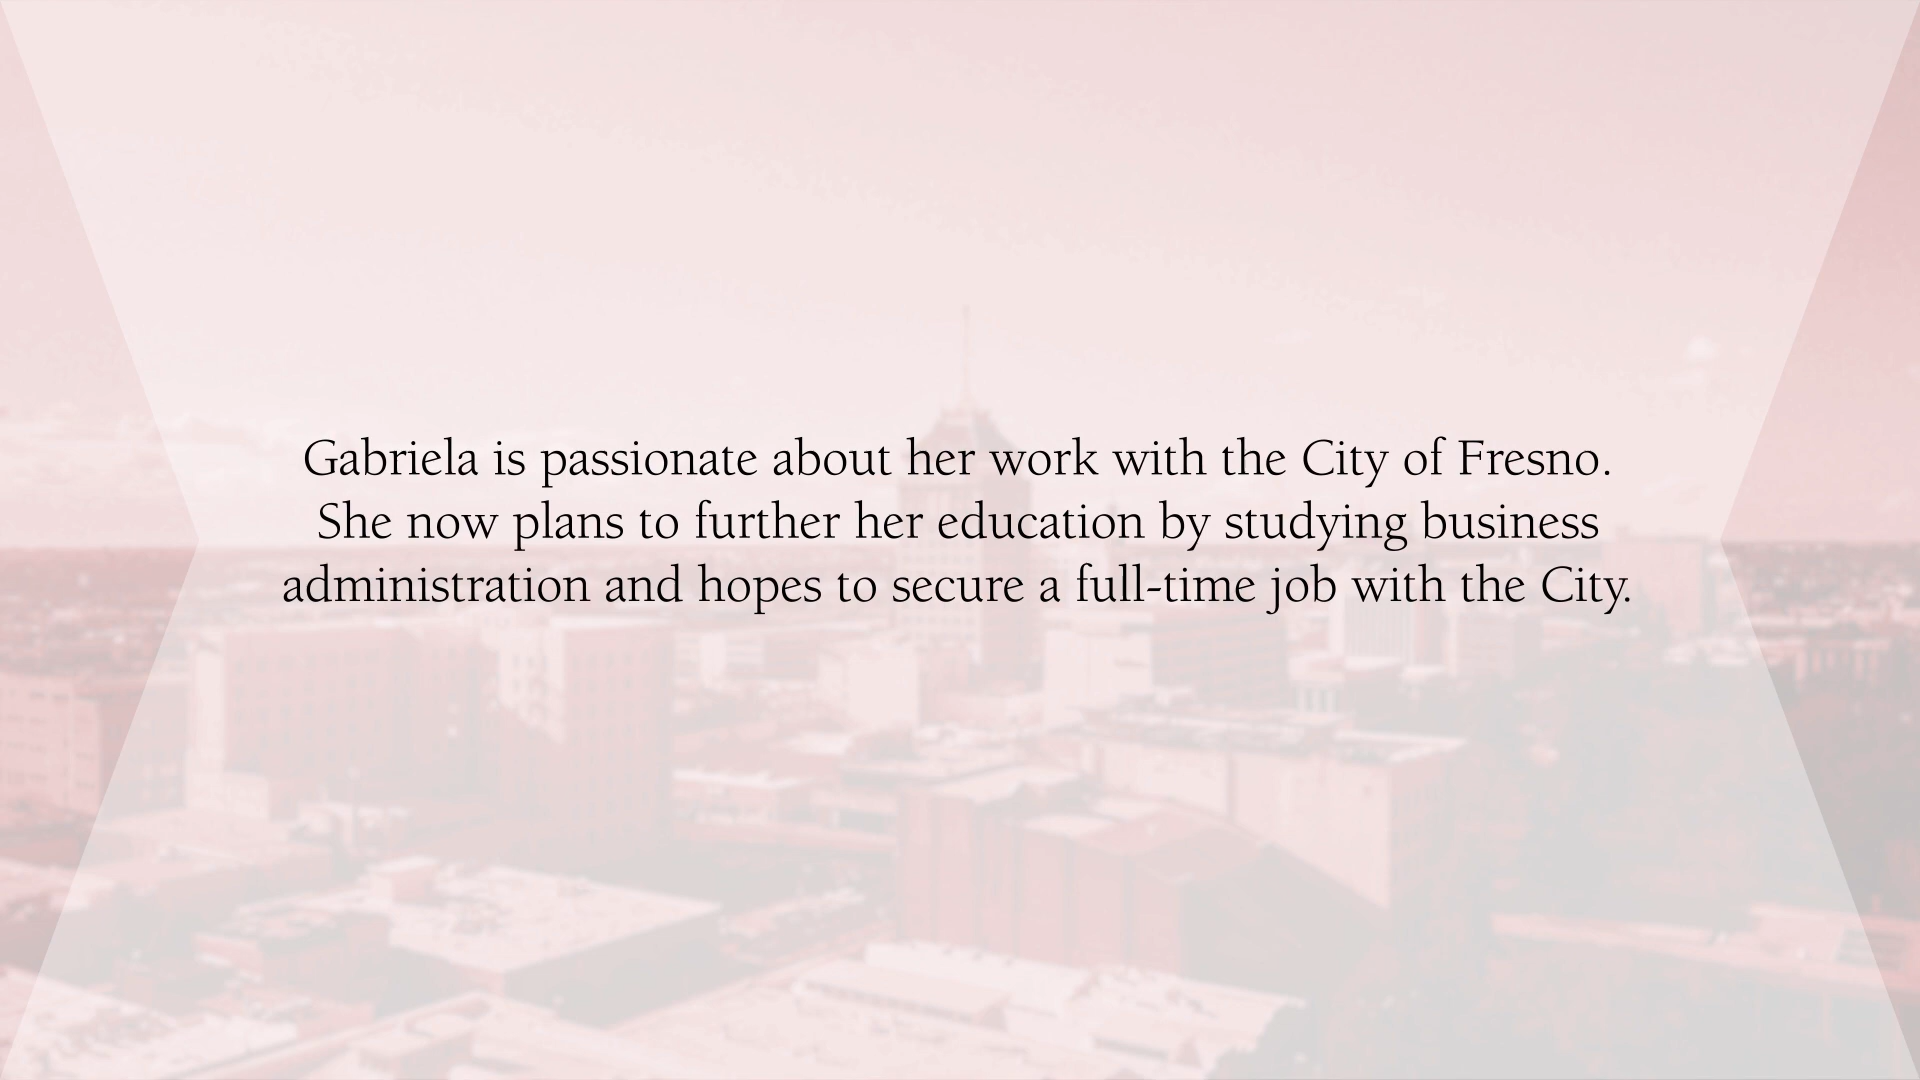 Gabriela is passionate about her work with the City of Fresno.
She now plans to further her education by studying business
administration and hopes to secure a full-time job with the City.